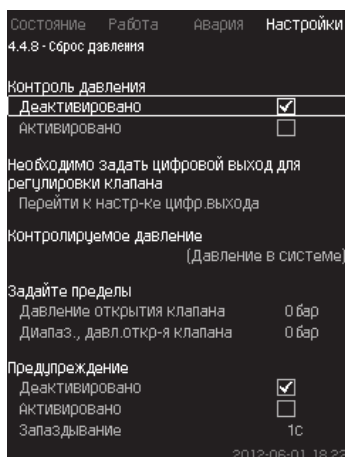 Состояние Работа Авария Настройки
4.4.8 - Сброс давления
Контроль давления
Деактивировано
Активировано
Необходимо задать цифровой выход для
регулировки клапана
Перейти к настр-ке цифр.выхода
Контролируемое давление
(Давление в системе)
Задайте пределы
Давление открытия клапана 0 бар
Диапаз., давл.откр-я клапана 0 бар
Предупреждение
Деактивировано
Активировано
Запаздывание 1с
2012-06-01 18:22